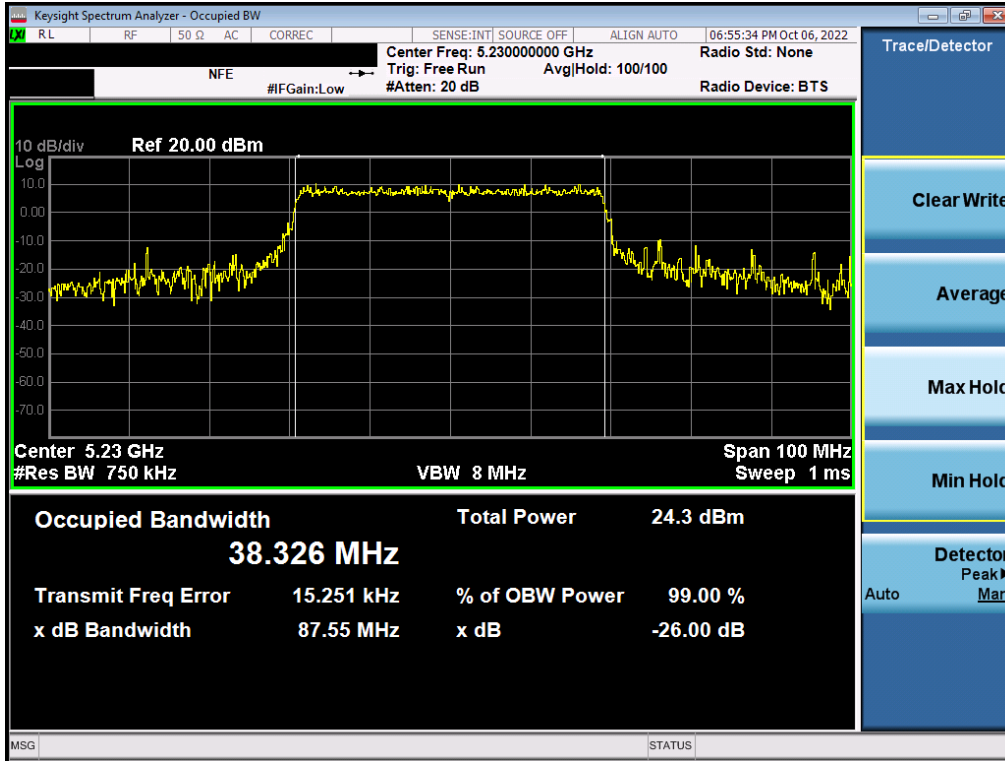 Keysight Spectrum Analyzer - Occupied BW
LXI RL RF 50 Ω AC CORREC SENSE:INT SOURCE OFF ALIGN AUTO 06:55:34 PM Oct 06, 2022
Center Freq: 5.230000000 GHz Radio Std: None
NFE Trig: Free Run Avg|Hold: 100/100
#IFGain:Low #Atten: 20 dB Radio Device: BTS
10 dB/div Ref 20.00 dBm
Log
10.0
0.00
-10.0
-20.0
-30.0
-40.0
-50.0
-60.0
-70.0
Center 5.23 GHz Span 100 MHz
#Res BW 750 kHz VBW 8 MHz Sweep 1 ms
Occupied Bandwidth Total Power 24.3 dBm
38.326 MHz
Transmit Freq Error 15.251 kHz % of OBW Power 99.00 %
x dB Bandwidth 87.55 MHz x dB -26.00 dB
MSG STATUS
Trace/Detector
Clear Write
Average
Max Hold
Min Hold
Detector
Peak
Auto Man